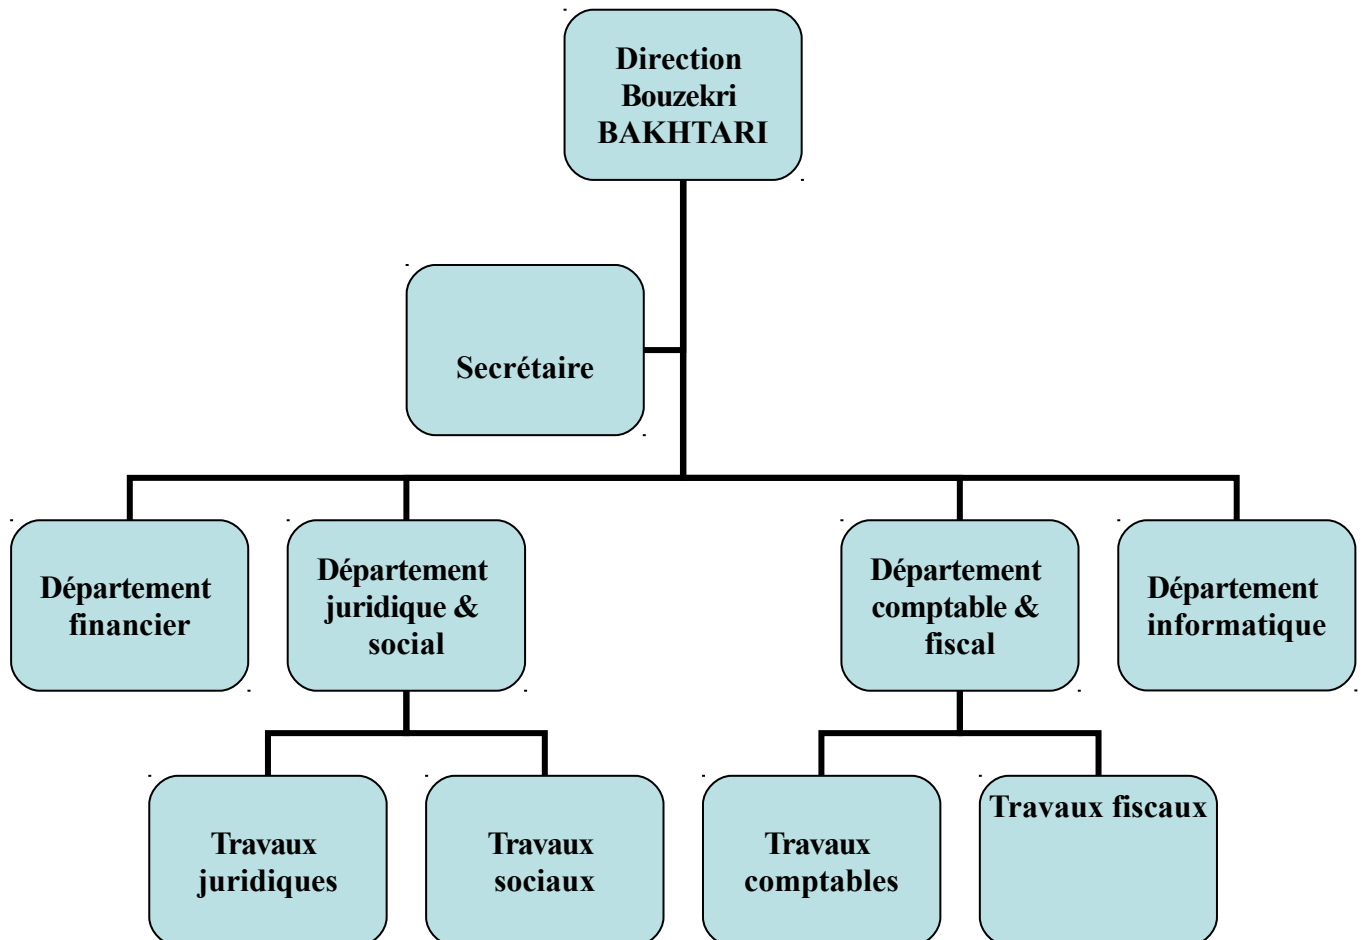 Direction
Bouzekri
BAKHTARI
Secrétaire
Département
financier
Département
juridique &
social
Département
comptable &
fiscal
Département
informatique
Travaux
juridiques
Travaux
sociaux
Travaux
comptables
Travaux fiscaux